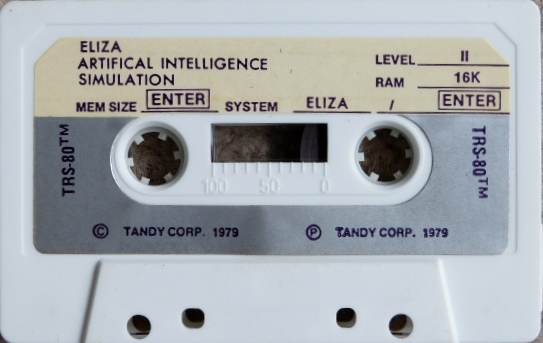 ELIZA
ARTIFICAL INTELLIGENCE
SIMULATION
LEVEL II
RAM 16K
MEM SIZE ENTER SYSTEM ELIZA / ENTER
TRS-80™
TRS-80™
100 50 0
© TANDY CORP. 1979 ℗ TANDY CORP. 1979